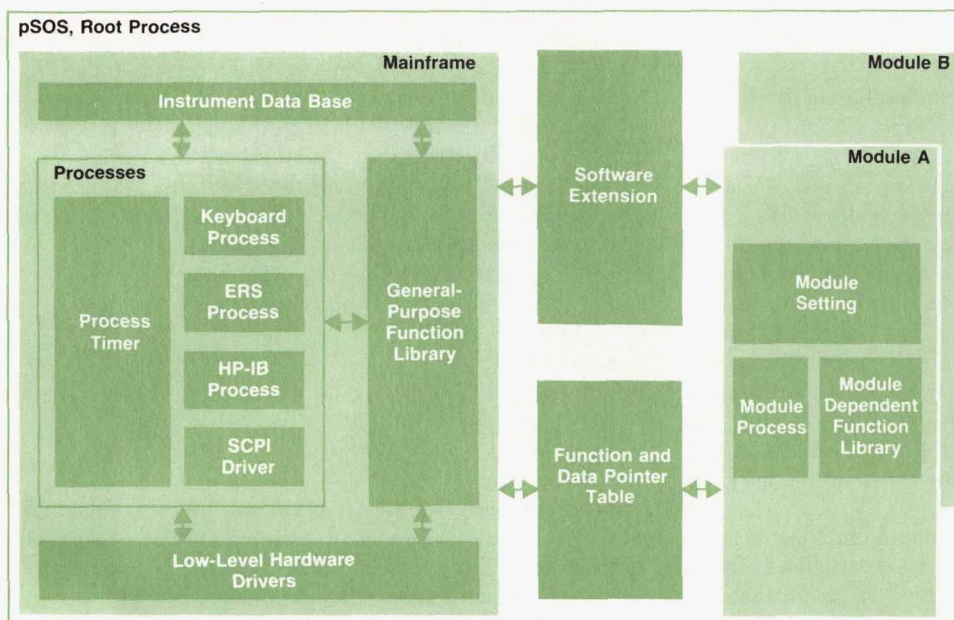 pSOS, Root Process
Mainframe
Instrument Data Base
Processes
Process
Timer
Keyboard
Process
ERS
Process
HP-IB
Process
SCPI
Driver
General-
Purpose
Function
Library
Low-Level Hardware
Drivers
Software
Extension
Function and
Data Pointer
Table
Module B
Module A
Module
Setting
Module
Process
Module
Dependent
Function
Library